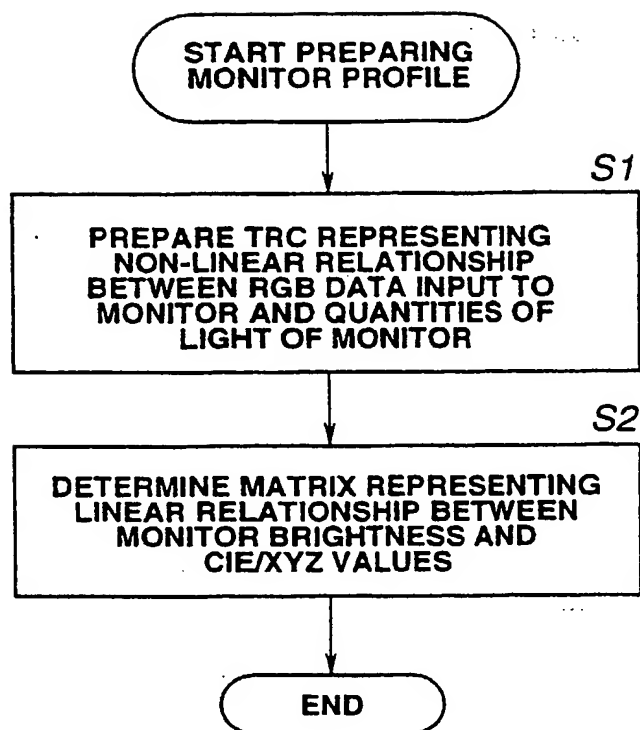 START PREPARING
MONITOR PROFILE
S1
PREPARE TRC REPRESENTING
NON-LINEAR RELATIONSHIP
BETWEEN RGB DATA INPUT TO
MONITOR AND QUANTITIES OF
LIGHT OF MONITOR
S2
DETERMINE MATRIX REPRESENTING
LINEAR RELATIONSHIP BETWEEN
MONITOR BRIGHTNESS AND
CIE/XYZ VALUES
END